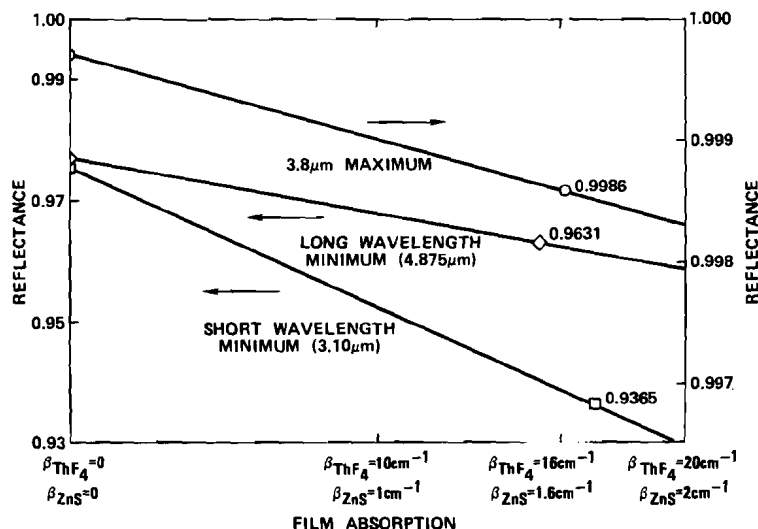 1.00
1.000
0.99
0.999
3.8μm MAXIMUM
0.9986
0.97
REFLECTANCE
LONG WAVELENGTH
MINIMUM (4.875μm)
0.9631
0.998
REFLECTANCE
0.95
SHORT WAVELENGTH
MINIMUM (3.10μm)
0.9365
0.997
0.93
βThF4=0
βZnS=0
βThF4=10cm⁻¹
βZnS=1cm⁻¹
βThF4=16cm⁻¹
βZnS=1.6cm⁻¹
βThF4=20cm⁻¹
βZnS=2cm⁻¹
FILM ABSORPTION